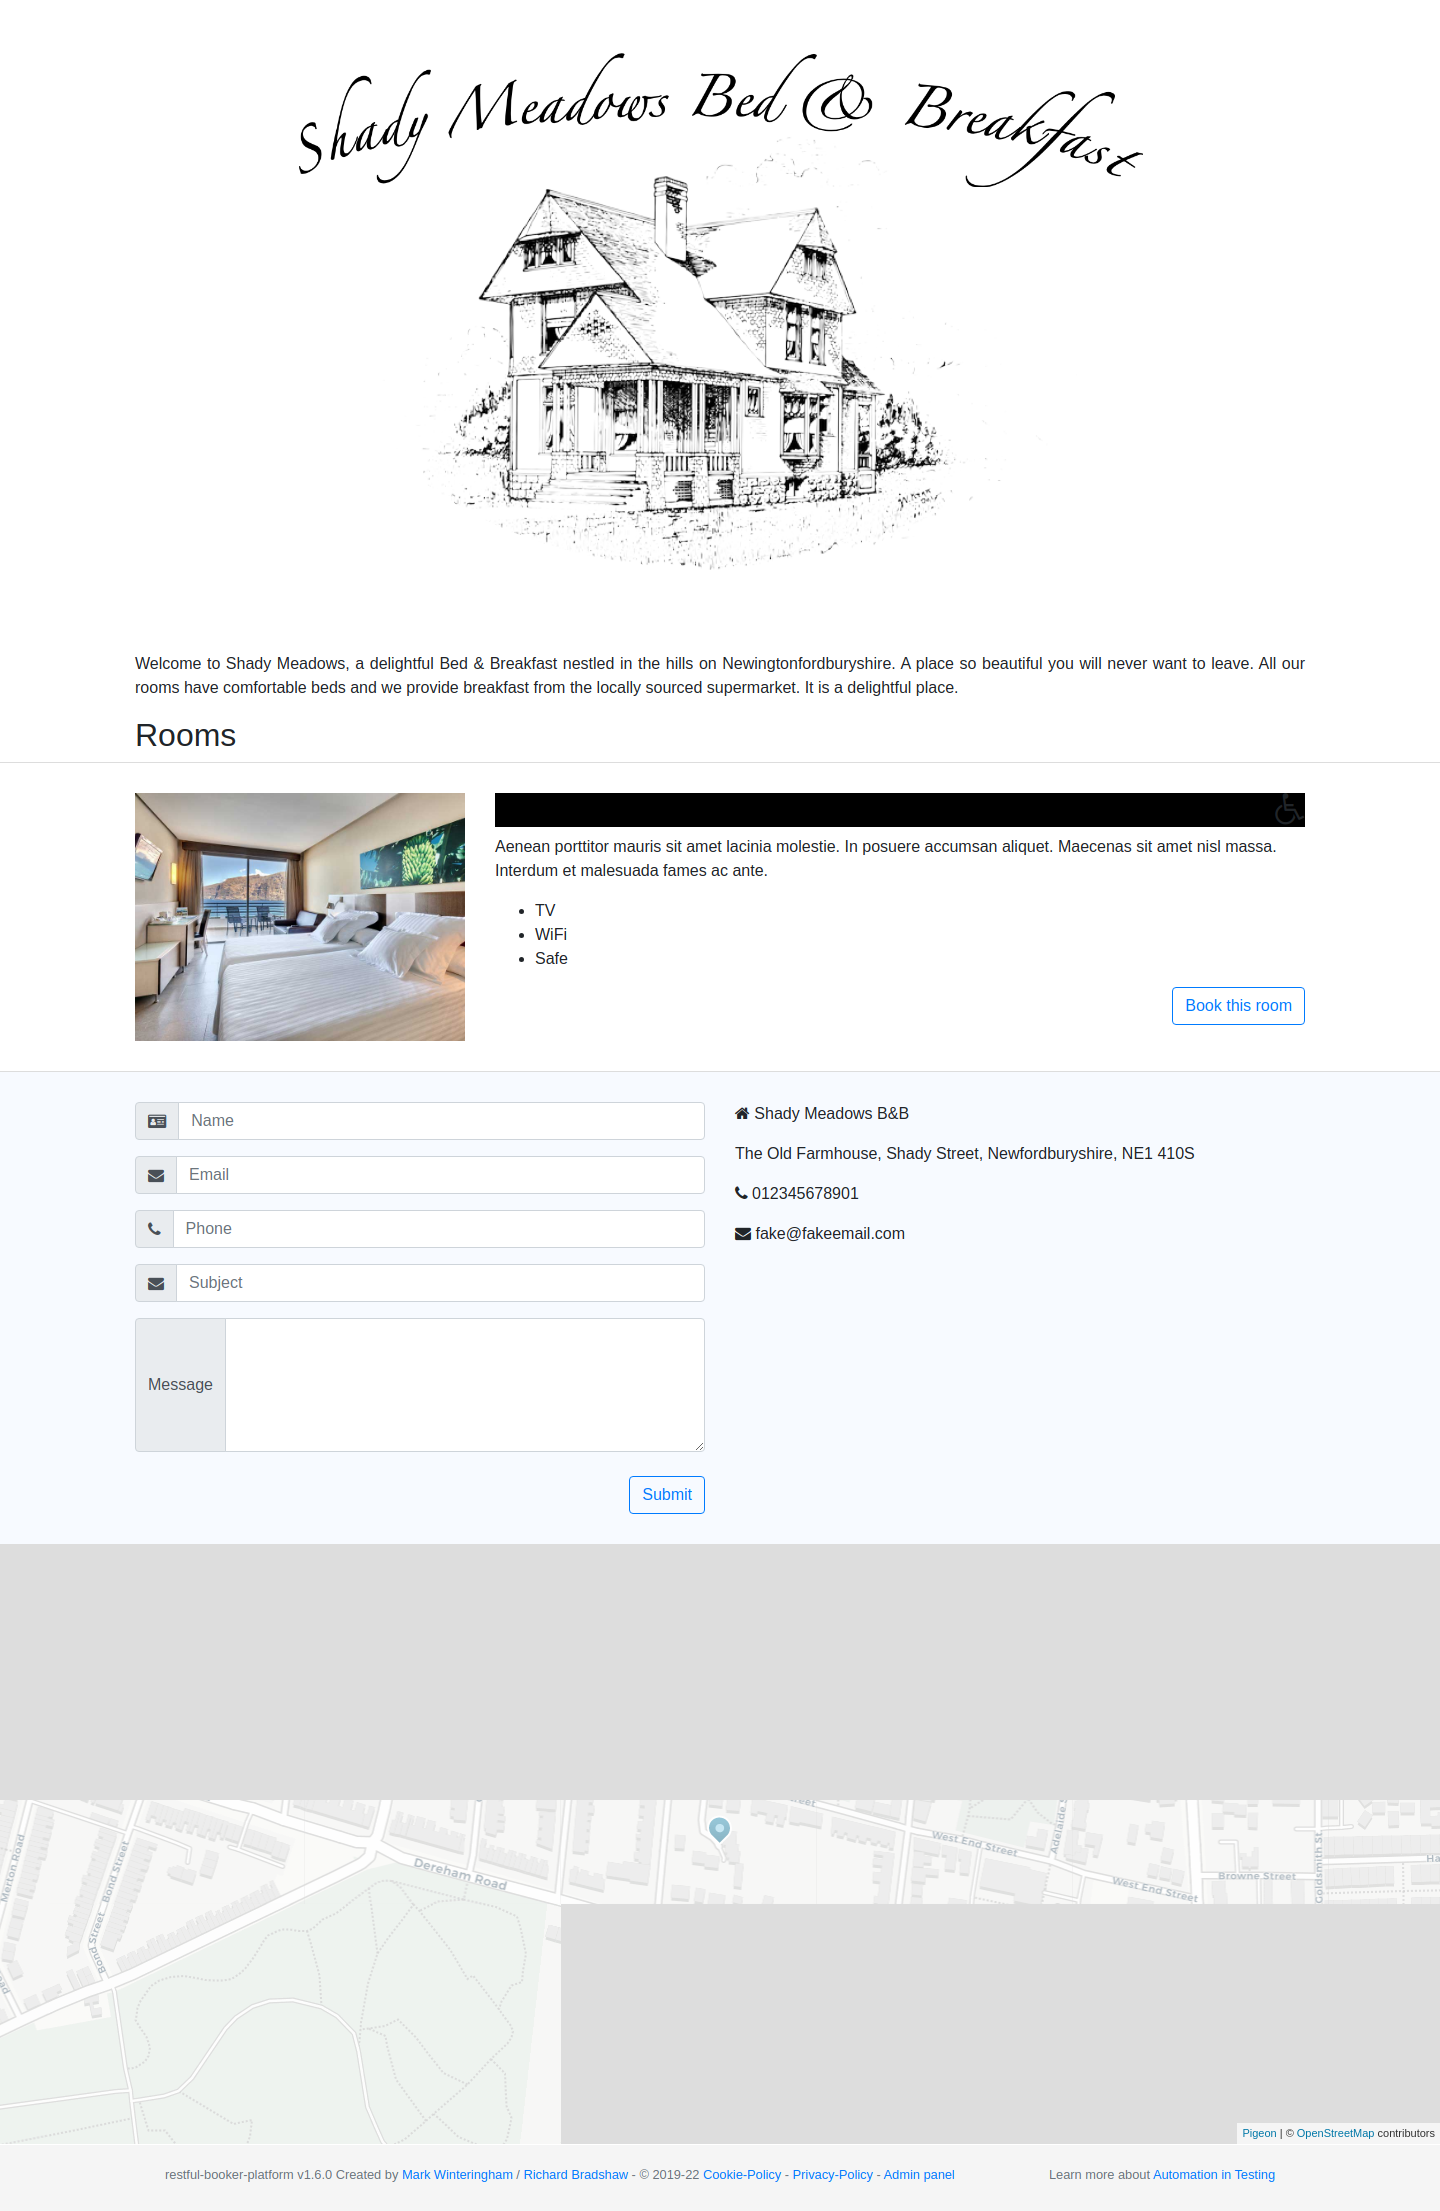 Shady Meadows Bed & Breakfast
Welcome to Shady Meadows, a delightful Bed & Breakfast nestled in the hills on Newingtonfordburyshire. A place so beautiful you will never want to leave. All our
rooms have comfortable beds and we provide breakfast from the locally sourced supermarket. It is a delightful place.
Rooms
Aenean porttitor mauris sit amet lacinia molestie. In posuere accumsan aliquet. Maecenas sit amet nisl massa.
Interdum et malesuada fames ac ante.
TV
WiFi
Safe
Book this room
Name
Email
Phone
Subject
Message
Submit
Shady Meadows B&B
The Old Farmhouse, Shady Street, Newfordburyshire, NE1 410S
012345678901
fake@fakeemail.com
Merton Road
Bond Street
Bond Street
Dereham Road
West End Street
West End Street
Browne Street
Goldsmith St
Pigeon | © OpenStreetMap contributors
restful-booker-platform v1.6.0 Created by Mark Winteringham / Richard Bradshaw - © 2019-22 Cookie-Policy - Privacy-Policy - Admin panel
Learn more about Automation in Testing